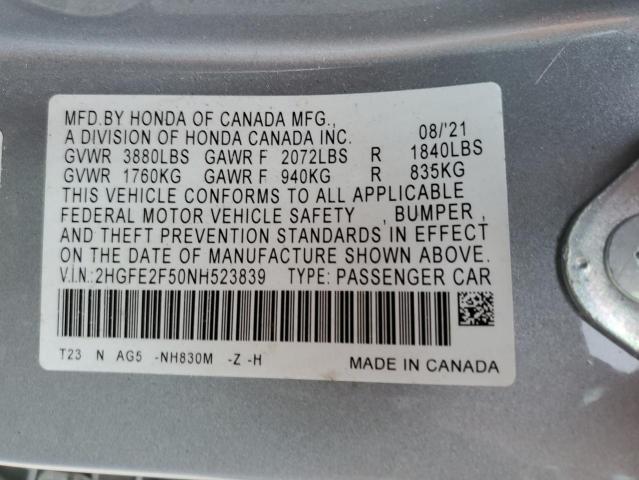 MFD.BY HONDA OF CANADA MFG.,
A DIVISION OF HONDA CANADA INC. 08/'21
GVWR 3880LBS GAWR F 2072LBS R 1840LBS
GVWR 1760KG GAWR F 940KG R 835KG
THIS VEHICLE CONFORMS TO ALL APPLICABLE
FEDERAL MOTOR VEHICLE SAFETY , BUMPER ,
AND THEFT PREVENTION STANDARDS IN EFFECT
ON THE DATE OF MANUFACTURE SHOWN ABOVE.
V.I.N.:2HGFE2F50NH523839 TYPE: PASSENGER CAR
T23 N AG5 -NH830M -Z -H MADE IN CANADA